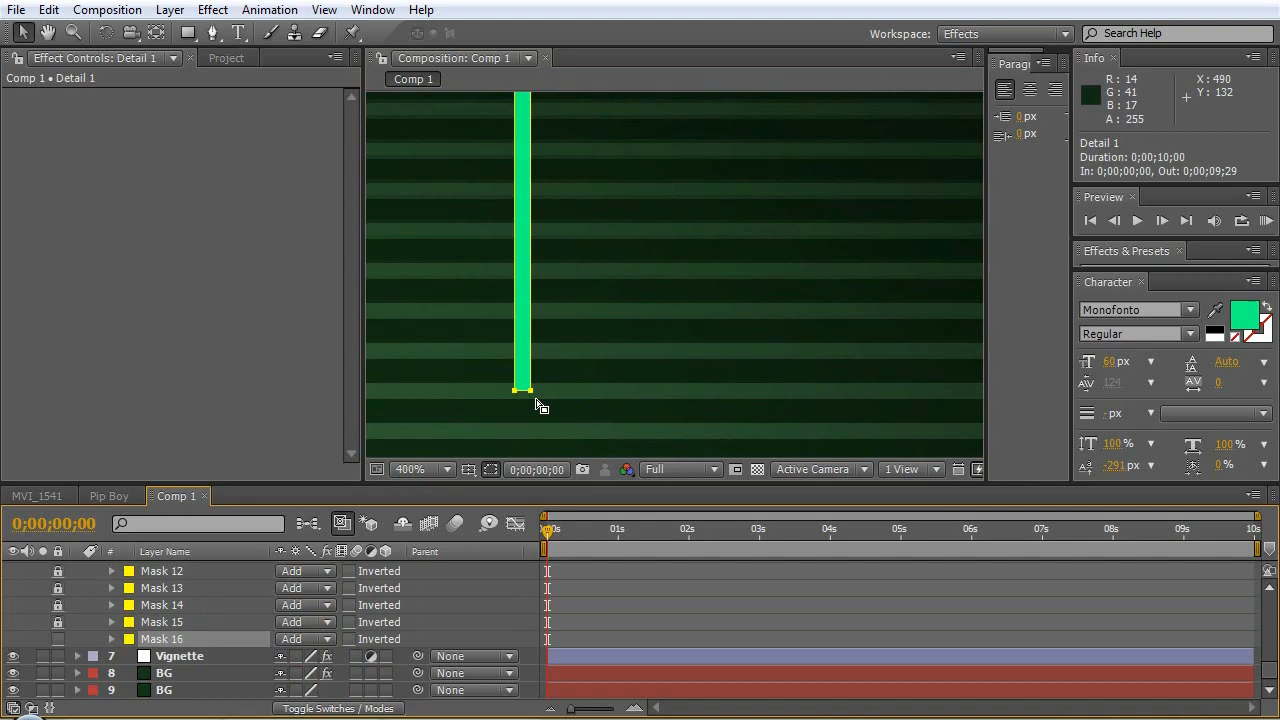 File Edit Composition Layer Effect Animation View Window Help
Workspace: Effects Search Help
Effect Controls: Detail 1 Project Composition: Comp 1 Paragr Info
Comp 1 • Detail 1 Comp 1
R: 14 X: 490
G: 41 Y: 132
B: 17
A: 255
0 px
0 px
Detail 1
Duration: 0;00;10;00
In: 0;00;00;00, Out: 0;00;09;29
Preview
Effects & Presets
Character
Monofonto
Regular
60 px Auto
124 0
- px
100 % 100 %
-291 px 0 %
400% 0;00;00;00 Full Active Camera 1 View
MVI_1541 Pip Boy Comp 1
0;00;00;00 01s 02s 03s 04s 05s 06s 07s 08s 09s 10s
# Layer Name Parent
Mask 12 Add Inverted
Mask 13 Add Inverted
Mask 14 Add Inverted
Mask 15 Add Inverted
Mask 16 Add Inverted
7 Vignette fx None
8 BG fx None
9 BG None
Toggle Switches / Modes